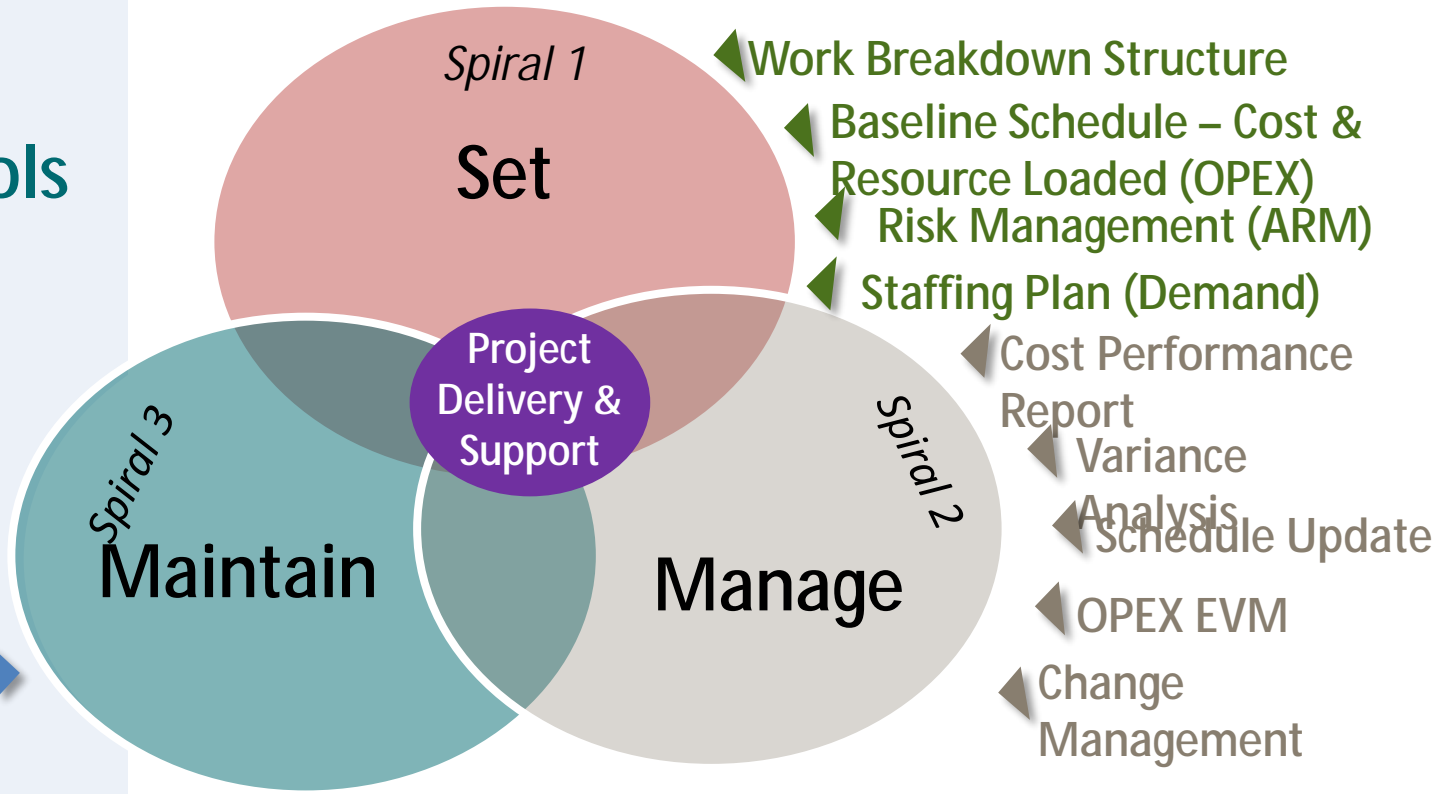 ols
Spiral 1
Set
Work Breakdown Structure
Baseline Schedule – Cost &
Resource Loaded (OPEX)
Risk Management (ARM)
Staffing Plan (Demand)
Project
Delivery &
Support
Cost Performance
Report
Variance
Analysis
Schedule Update
OPEX EVM
Change
Management
Spiral 2
Manage
Spiral 3
Maintain